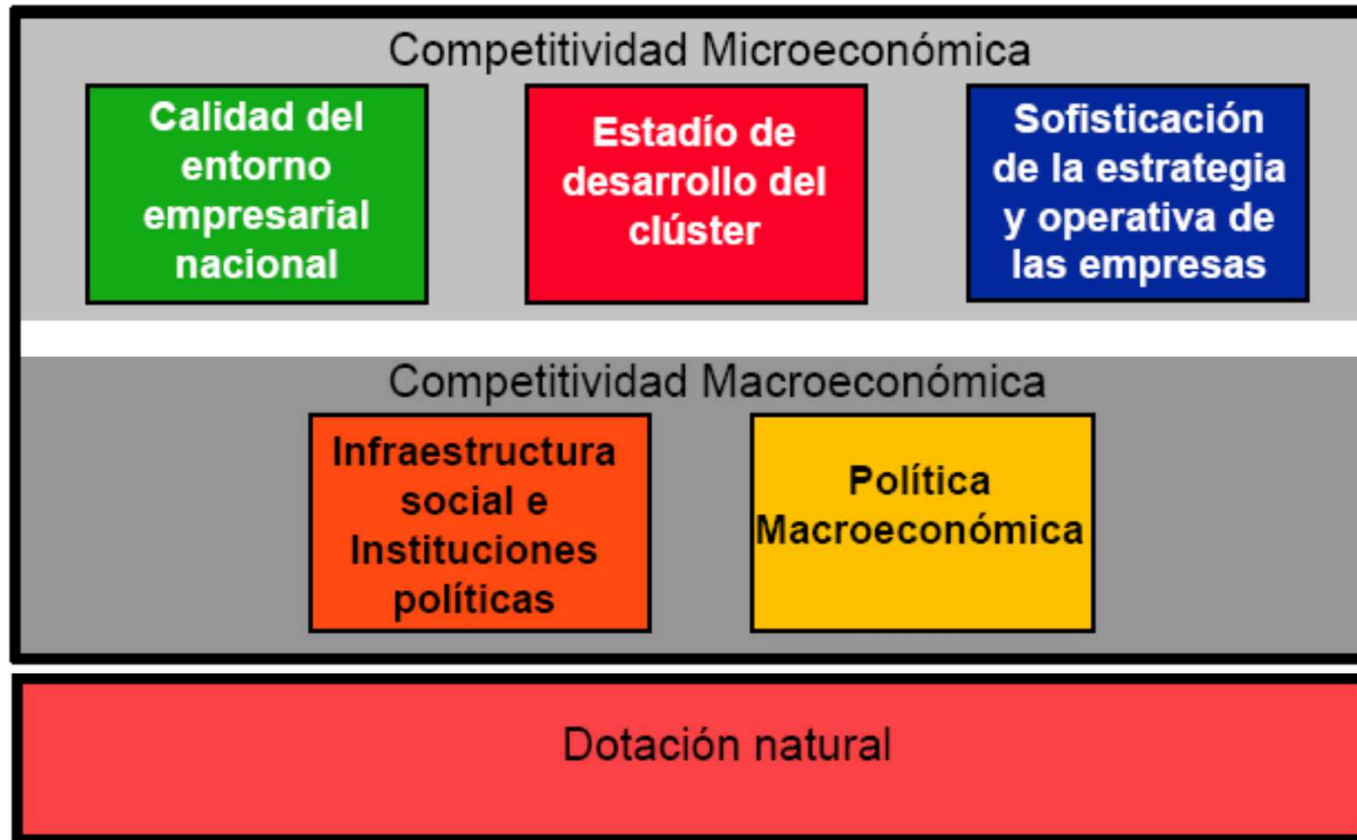 Competitividad Microeconómica
Calidad del
entorno
empresarial
nacional
Estadío de
desarrollo del
clúster
Sofisticación
de la estrategia
y operativa de
las empresas
Competitividad Macroeconómica
Infraestructura
social e
Instituciones
políticas
Política
Macroeconómica
Dotación natural